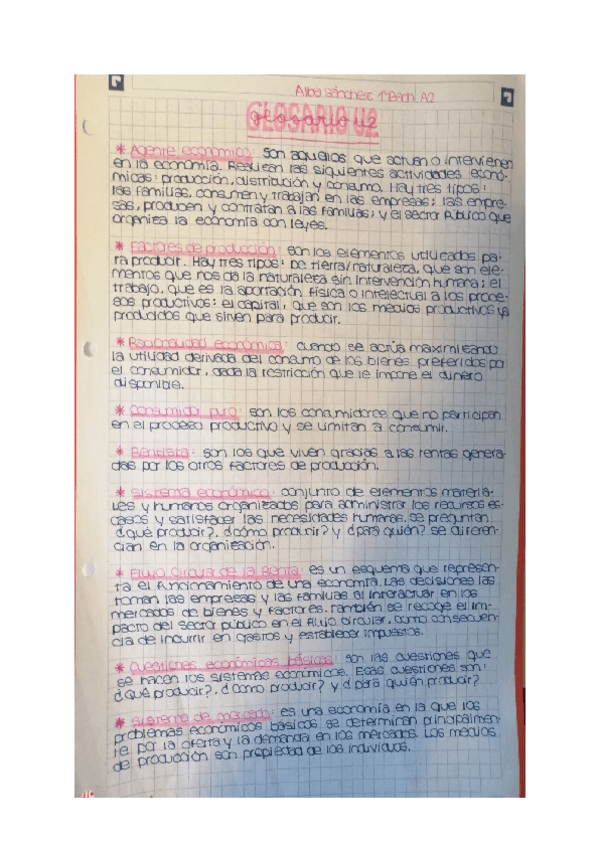 Alba Sánchez 1ºBach A2
GLOSARIO U2
* Agente económico: son aquellos que actúan o intervienen
en la economía. Realizan las siguientes actividades econó-
micas: producción, distribución y consumo. Hay tres tipos:
las familias, consumen y trabajan en las empresas; las empre-
sas, producen y contratan a las familias; y el sector público que
organiza la economía con leyes.
* Factores de producción: son los elementos utilizados pa-
ra producir. Hay tres tipos: De tierra/naturaleza, que son ele-
mentos que nos da la naturaleza sin intervención humana; el
trabajo, que es la aportación física o intelectual a los proce-
sos productivos; el capital, que son los medios productivos ya
producidos que sirven para producir.
* Racionalidad económica: cuando se actúa maximizando
la utilidad derivada del consumo de los bienes preferidos por
el consumidor, dada la restricción que le impone el dinero
disponible.
* Consumidor puro: son los consumidores que no participan
en el proceso productivo y se limitan a consumir.
* Rentista: son los que viven gracias a las rentas genera-
das por los otros factores de producción.
* Sistema económico: conjunto de elementos materia-
les y humanos organizados para administrar los recursos es-
casos y satisfacer las necesidades humanas. Se preguntan
¿qué producir?, ¿cómo producir? y ¿para quién? se diferen-
cian en la organización.
* Flujo circular de la Renta: es un esquema que represen-
ta el funcionamiento de una economía. Las decisiones las
toman las empresas y las familias al interactuar en los
mercados de bienes y factores. También se recoge el im-
pacto del sector público en el flujo circular, como consecuen-
cia de incurrir en gastos y establecer impuestos.
* Cuestiones económicas básicas: son las cuestiones que
se hacen los sistemas económicos. Esas cuestiones son:
¿qué producir?, ¿cómo producir? y ¿para quién producir?
* Sistema de mercado: es una economía en la que los
problemas económicos básicos se determinan principalmen-
te por la oferta y la demanda en los mercados. Los medios
de producción son propiedad de los individuos.